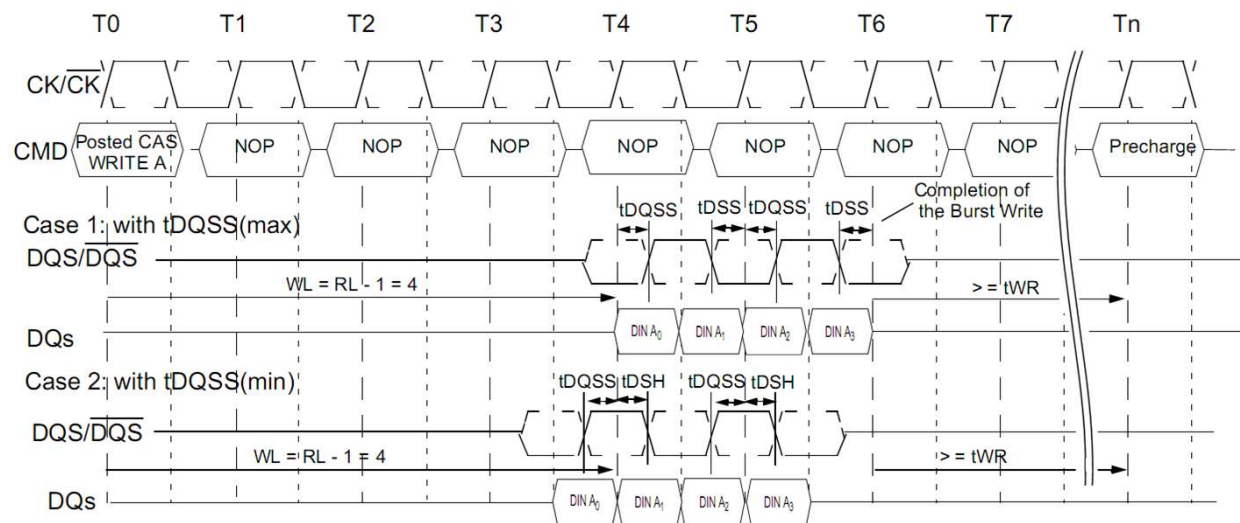 T0 T1 T2 T3 T4 T5 T6 T7 Tn
CK/CK
CMD Posted CAS WRITE A NOP NOP NOP NOP NOP NOP NOP Precharge
Completion of the Burst Write
tDQSS tDSS tDQSS tDSS
Case 1: with tDQSS(max)
DQS/DQS
WL = RL - 1 = 4 > = tWR
DQs DIN A0 DIN A1 DIN A2 DIN A3
Case 2: with tDQSS(min)
tDQSS tDSH tDQSS tDSH
DQS/DQS
WL = RL - 1 = 4 > = tWR
DQs DIN A0 DIN A1 DIN A2 DIN A3